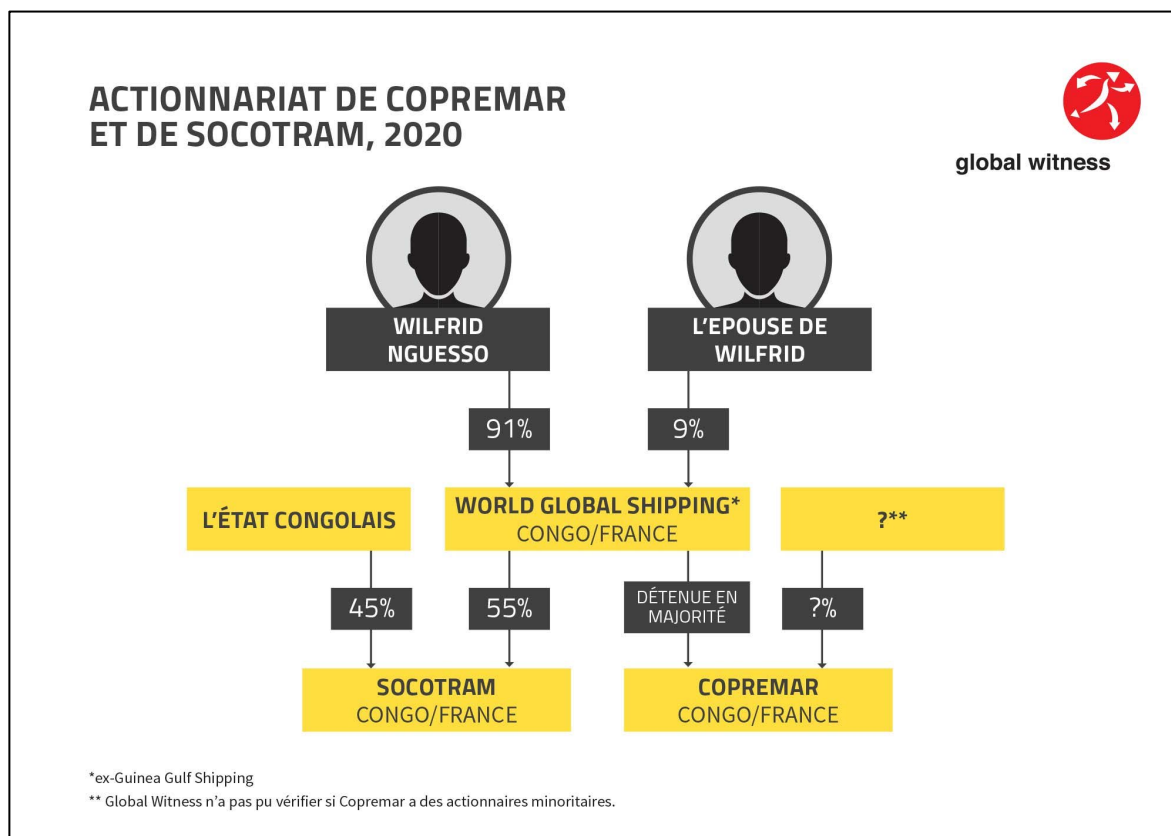 ACTIONNARIAT DE COPREMAR
ET DE SOCOTRAM, 2020
global witness
WILFRID
NGUESSO
L'EPOUSE DE
WILFRID
91%
9%
L'ÉTAT CONGOLAIS
WORLD GLOBAL SHIPPING*
CONGO/FRANCE
?**
45%
55%
DÉTENUE EN
MAJORITÉ
?%
SOCOTRAM
CONGO/FRANCE
COPREMAR
CONGO/FRANCE
*ex-Guinea Gulf Shipping
** Global Witness n'a pas pu vérifier si Copremar a des actionnaires minoritaires.